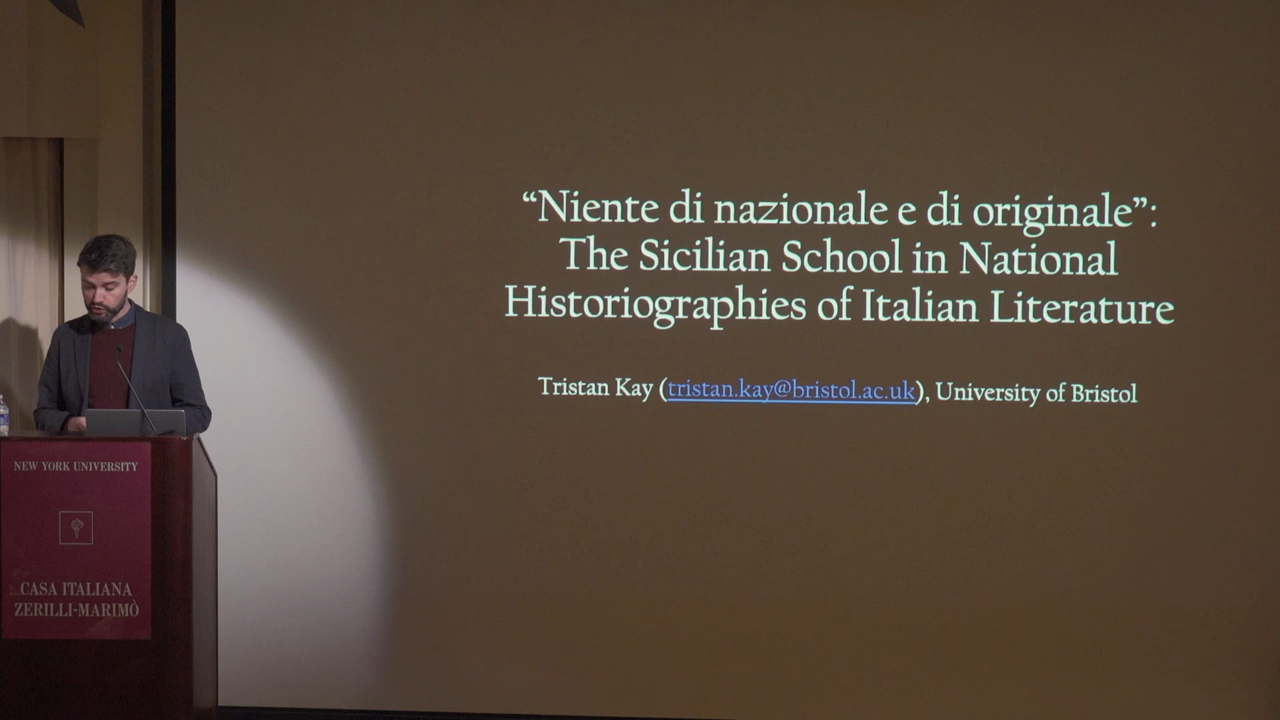 “Niente di nazionale e di originale”:
The Sicilian School in National
Historiographies of Italian Literature
Tristan Kay (tristan.kay@bristol.ac.uk), University of Bristol
NEW YORK UNIVERSITY
CASA ITALIANA
ZERILLI-MARIMÒ